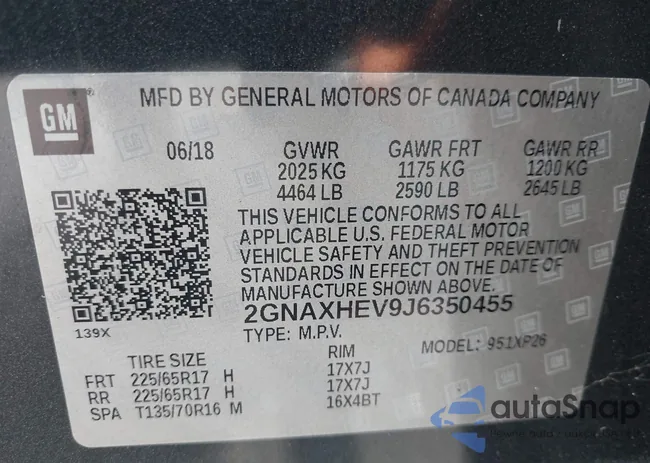 GM
MFD BY GENERAL MOTORS OF CANADA COMPANY
06/18 GVWR GAWR FRT GAWR RR
2025 KG 1175 KG 1200 KG
4464 LB 2590 LB 2645 LB
THIS VEHICLE CONFORMS TO ALL
APPLICABLE U.S. FEDERAL MOTOR
VEHICLE SAFETY AND THEFT PREVENTION
STANDARDS IN EFFECT ON THE DATE OF
MANUFACTURE SHOWN ABOVE.
2GNAXHEV9J6350455
139X
TYPE: M.P.V. MODEL: 951XP26
TIRE SIZE RIM
FRT 225/65R17 H 17X7J
RR 225/65R17 H 17X7J
SPA T135/70R16 M 16X4BT
autaSnap